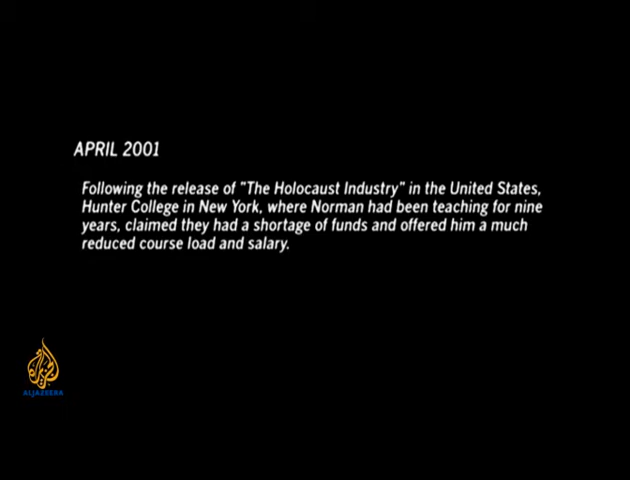 APRIL 2001
Following the release of "The Holocaust Industry" in the United States,
Hunter College in New York, where Norman had been teaching for nine
years, claimed they had a shortage of funds and offered him a much
reduced course load and salary.
ALJAZEERA